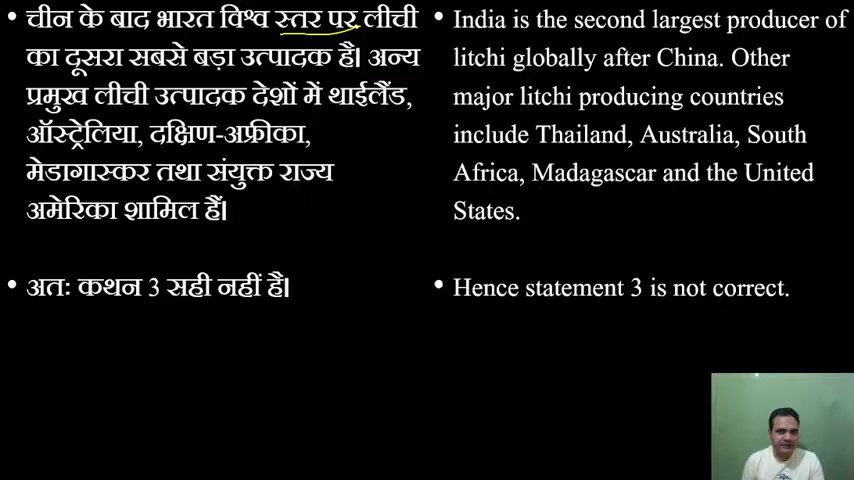 • चीन के बाद भारत विश्व स्तर पर लीची
का दूसरा सबसे बड़ा उत्पादक है। अन्य
प्रमुख लीची उत्पादक देशों में थाईलैंड,
ऑस्ट्रेलिया, दक्षिण-अफ्रीका,
मेडागास्कर तथा संयुक्त राज्य
अमेरिका शामिल हैं।
• अतः कथन 3 सही नहीं है।
• India is the second largest producer of
litchi globally after China. Other
major litchi producing countries
include Thailand, Australia, South
Africa, Madagascar and the United
States.
• Hence statement 3 is not correct.